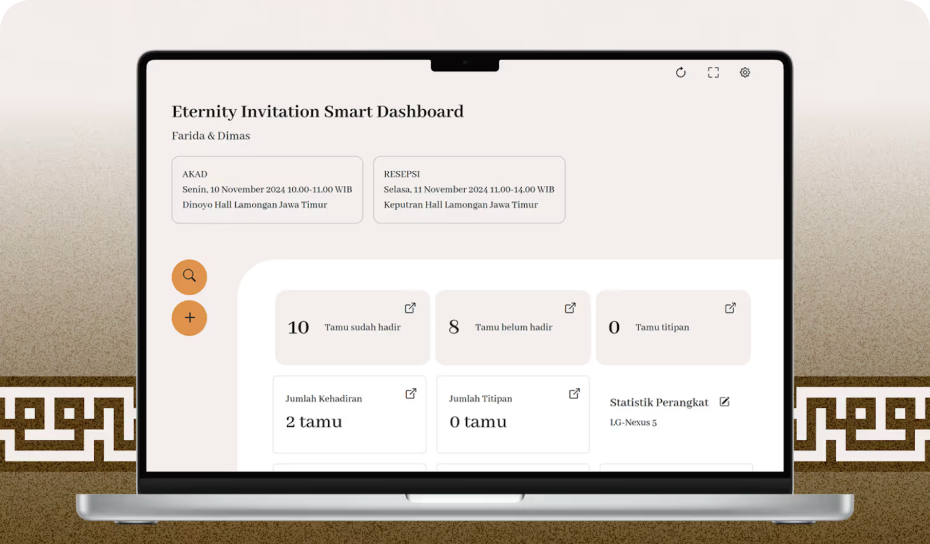 Eternity Invitation Smart Dashboard
Farida & Dimas
AKAD
Senin, 10 November 2024 10.00-11.00 WIB
Dinoyo Hall Lamongan Jawa Timur
RESEPSI
Selasa, 11 November 2024 11.00-14.00 WIB
Keputran Hall Lamongan Jawa Timur
10 Tamu sudah hadir
8 Tamu belum hadir
0 Tamu titipan
Jumlah Kehadiran
2 tamu
Jumlah Titipan
0 tamu
Statistik Perangkat
LG-Nexus 5